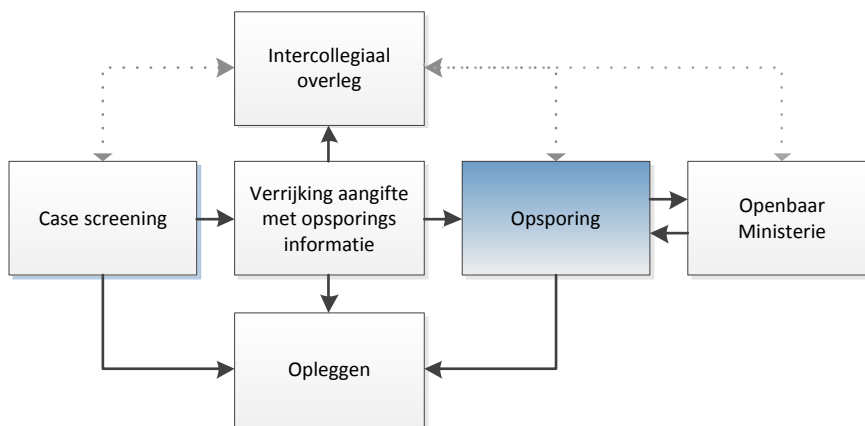 Intercollegiaal
overleg
Case screening
Verrijking aangifte
met opsporings
informatie
Opsporing
Openbaar
Ministerie
Opleggen